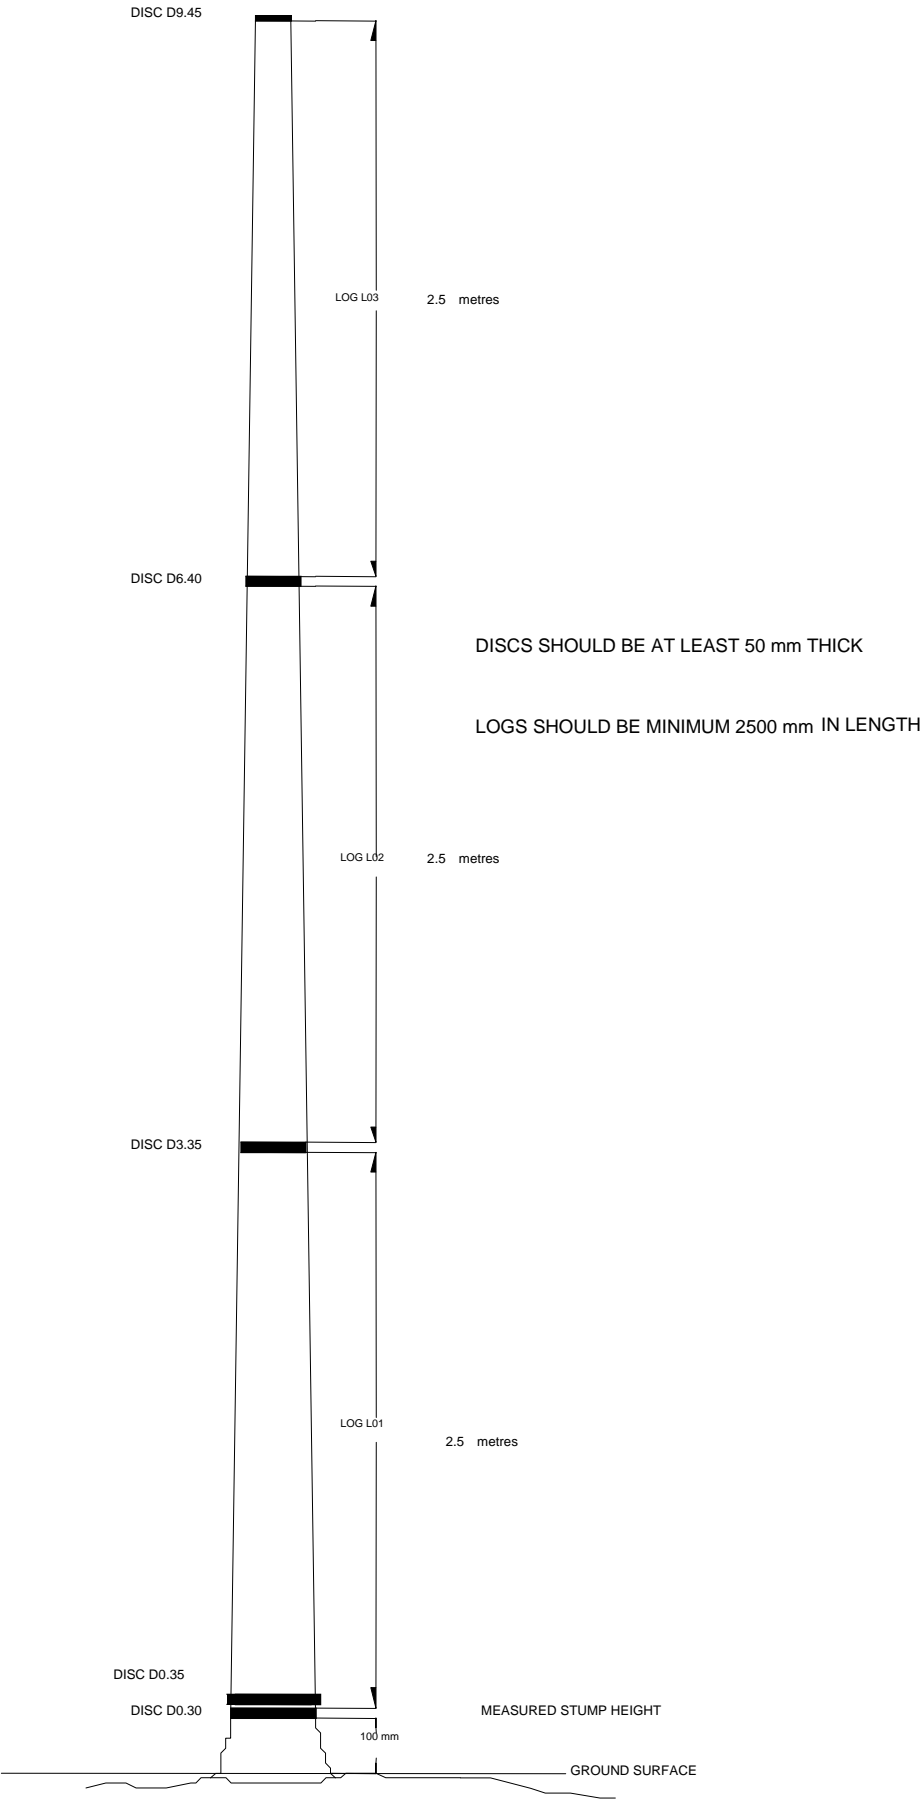 DISC D9.45
LOG L03 2.5 metres
DISC D6.40
DISCS SHOULD BE AT LEAST 50 mm THICK
LOGS SHOULD BE MINIMUM 2500 mm IN LENGTH
LOG L02 2.5 metres
DISC D3.35
LOG L01
2.5 metres
DISC D0.35
DISC D0.30 MEASURED STUMP HEIGHT
100 mm
GROUND SURFACE